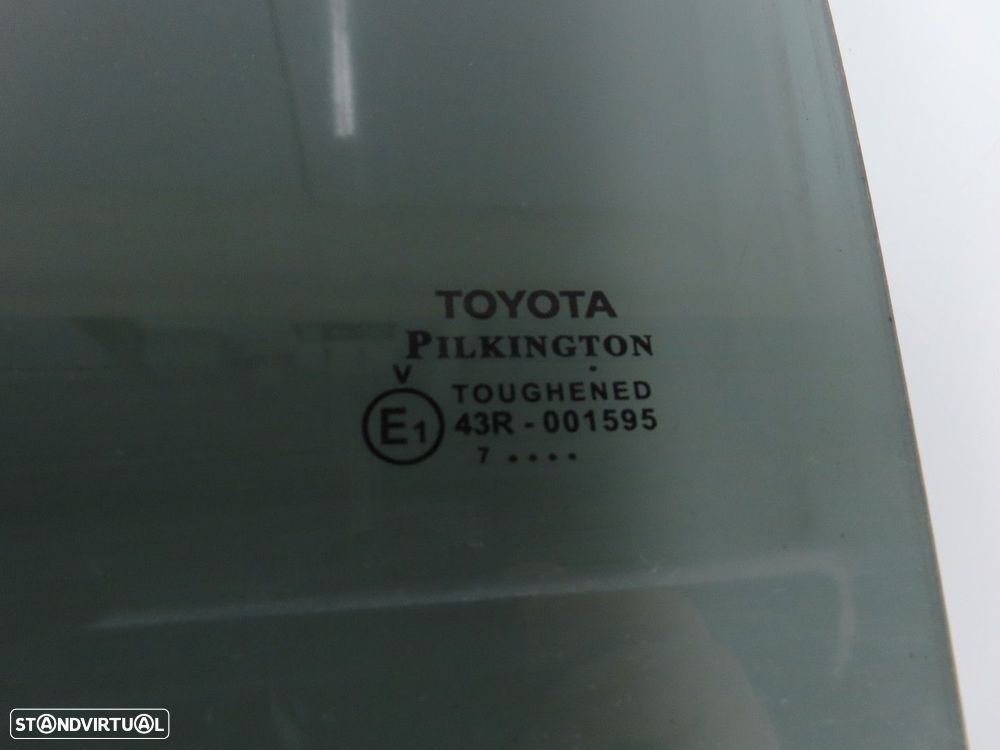 TOYOTA
PILKINGTON
V
TOUGHENED
E1 43R - 001595
7 ....
STANDVIRTUAL